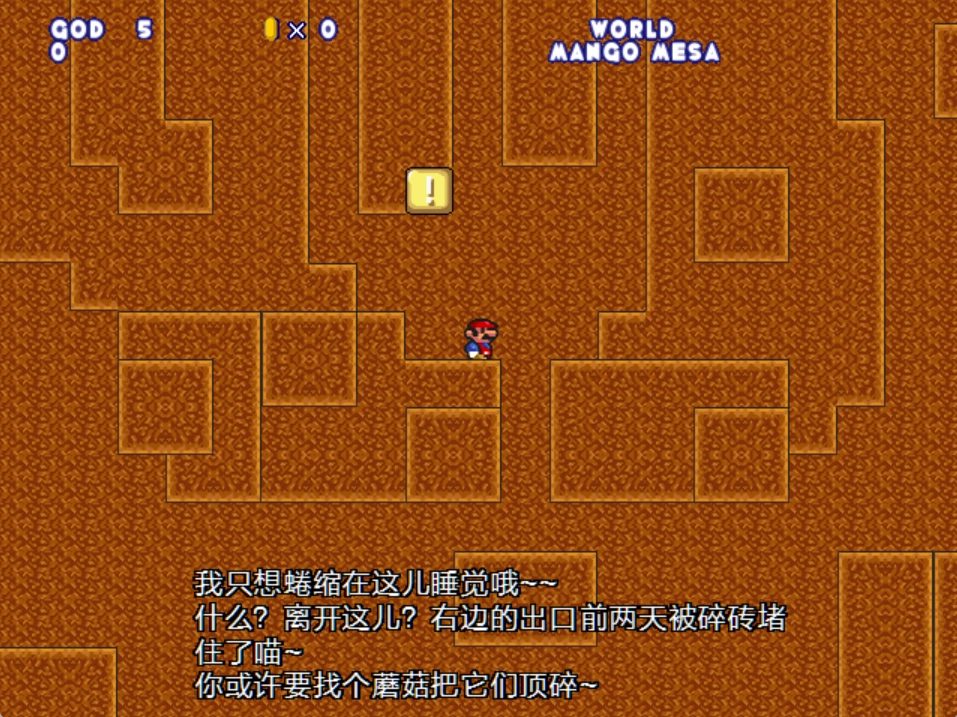 GOD 5 × 0 WORLD
0 MANGO MESA
!
我只想蜷缩在这儿睡觉哦~~
什么？离开这儿？右边的出口前两天被碎砖堵
住了喵~
你或许要找个蘑菇把它们顶碎~